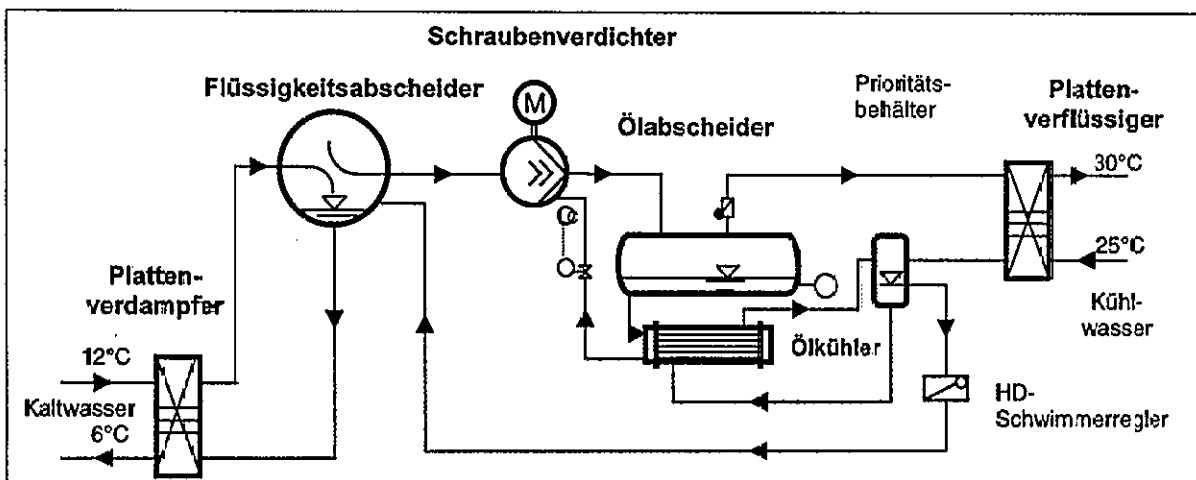 Schraubenverdichter
Flüssigkeitsabscheider
M
Ölabscheider
Prioritäts-
behälter
Platten-
verflüssiger
30°C
25°C
Kühl-
wasser
Platten-
verdampfer
12°C
Kaltwasser
6°C
Ölkühler
HD-
Schwimmerregler